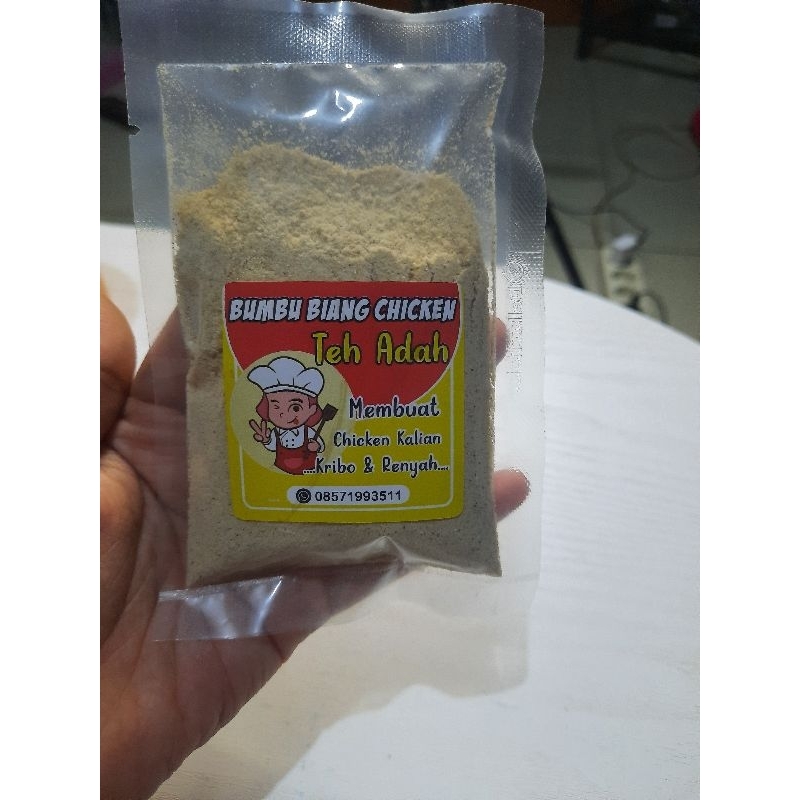 BUMBU BIANG CHICKEN
Teh Adah
Membuat
Chicken Kalian
....Kribo & Renyah....
08571993511